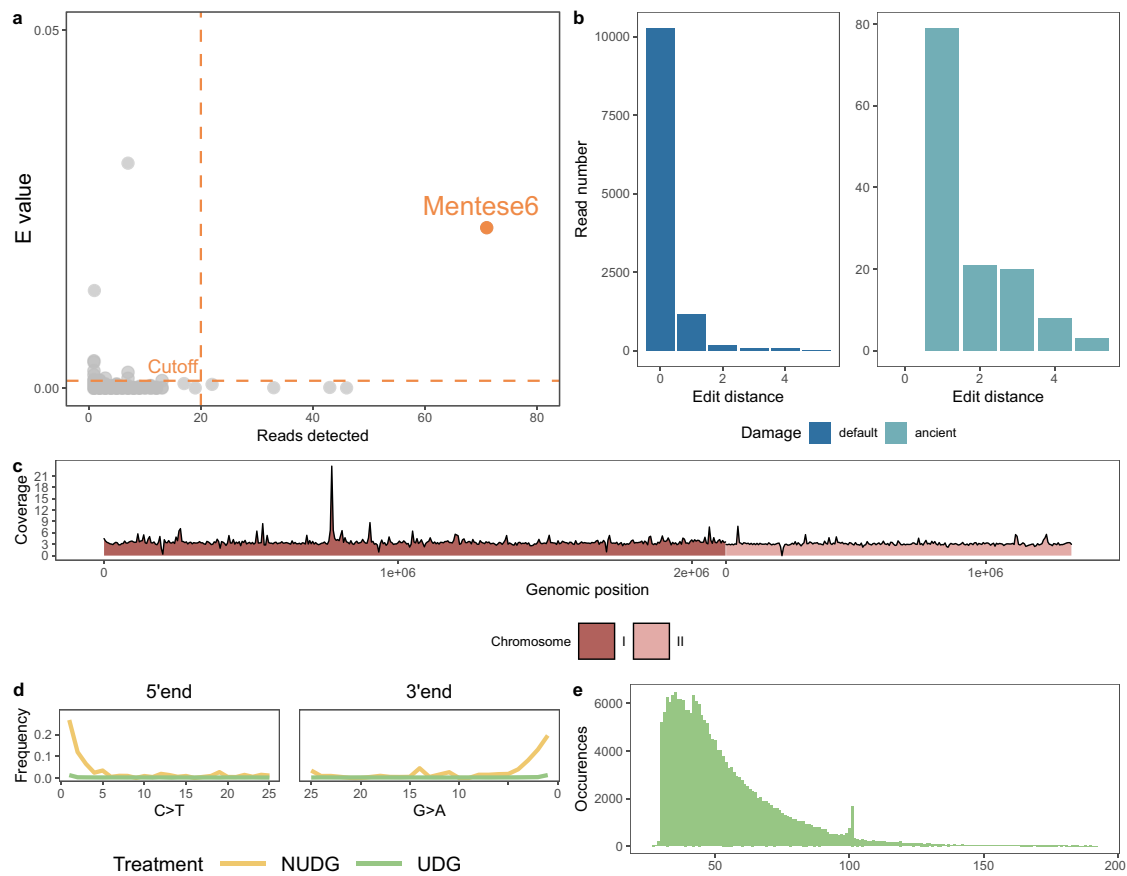 a
0.05
E value
Mentese6
Cutoff
0.00
0 20 40 60 80
Reads detected
b
10000
7500
5000
2500
0
Read number
0 2 4
Edit distance
80
60
40
20
0
0 2 4
Edit distance
Damage default ancient
c
Coverage
21
18
15
12
9
6
3
0
0 1e+06 2e+06 0 1e+06
Genomic position
Chromosome I II
d
5'end 3'end
Frequency
0.2
0.1
0.0
0 5 10 15 20 25
C>T
25 20 15 10 5 0
G>A
Treatment NUDG UDG
e
Occurences
6000
4000
2000
0
50 100 150 200